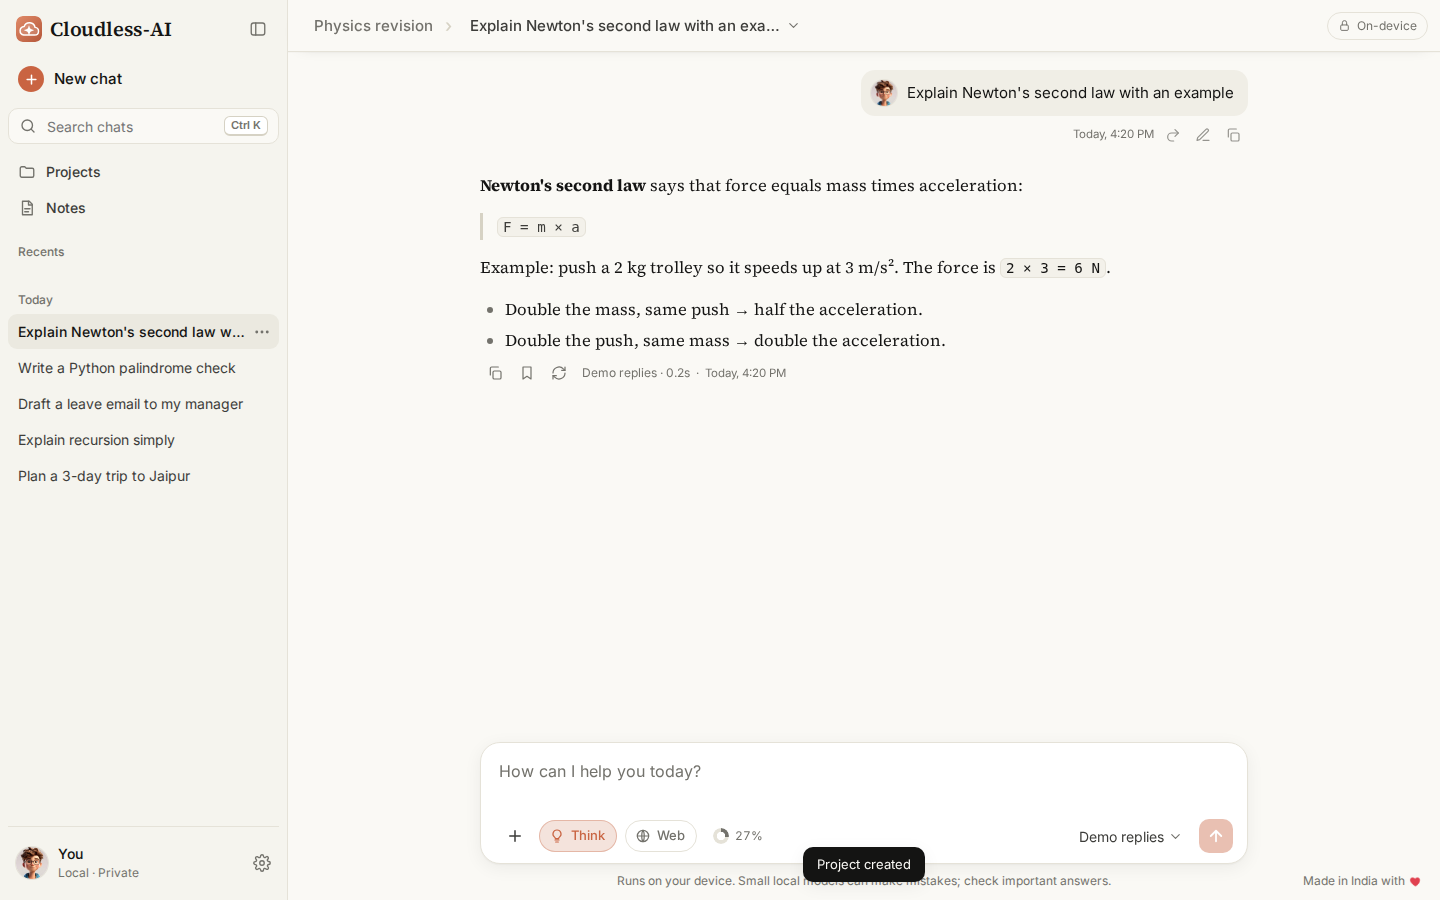 Cloudless-AI
New chat
Search chats
Ctrl K
Projects
Notes
Recents
Today
Explain Newton's second law w...
Write a Python palindrome check
Draft a leave email to my manager
Explain recursion simply
Plan a 3-day trip to Jaipur
You
Local · Private
Physics revision
Explain Newton's second law with an exa...
On-device
Explain Newton's second law with an example
Today, 4:20 PM
Newton's second law says that force equals mass times acceleration:
F = m × a
Example: push a 2 kg trolley so it speeds up at 3 m/s². The force is 2 × 3 = 6 N.
Double the mass, same push → half the acceleration.
Double the push, same mass → double the acceleration.
Demo replies · 0.2s · Today, 4:20 PM
How can I help you today?
Think
Web
27%
Demo replies
Project created
Runs on your device. Small local models can make mistakes; check important answers.
Made in India with